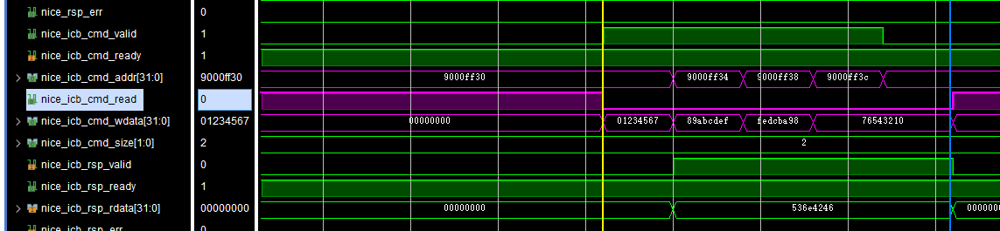 nice_rsp_err 0
nice_icb_cmd_valid 1
nice_icb_cmd_ready 1
nice_icb_cmd_addr[31:0] 9000ff30 9000ff30 9000ff34 9000ff38 9000ff3c
nice_icb_cmd_read 0
nice_icb_cmd_wdata[31:0] 01234567 00000000 01234567 89abcdef fedcba98 76543210
nice_icb_cmd_size[1:0] 2 2
nice_icb_rsp_valid 0
nice_icb_rsp_ready 1
nice_icb_rsp_rdata[31:0] 00000000 00000000 536e4246 0000000
nice_icb_rsp_err 0